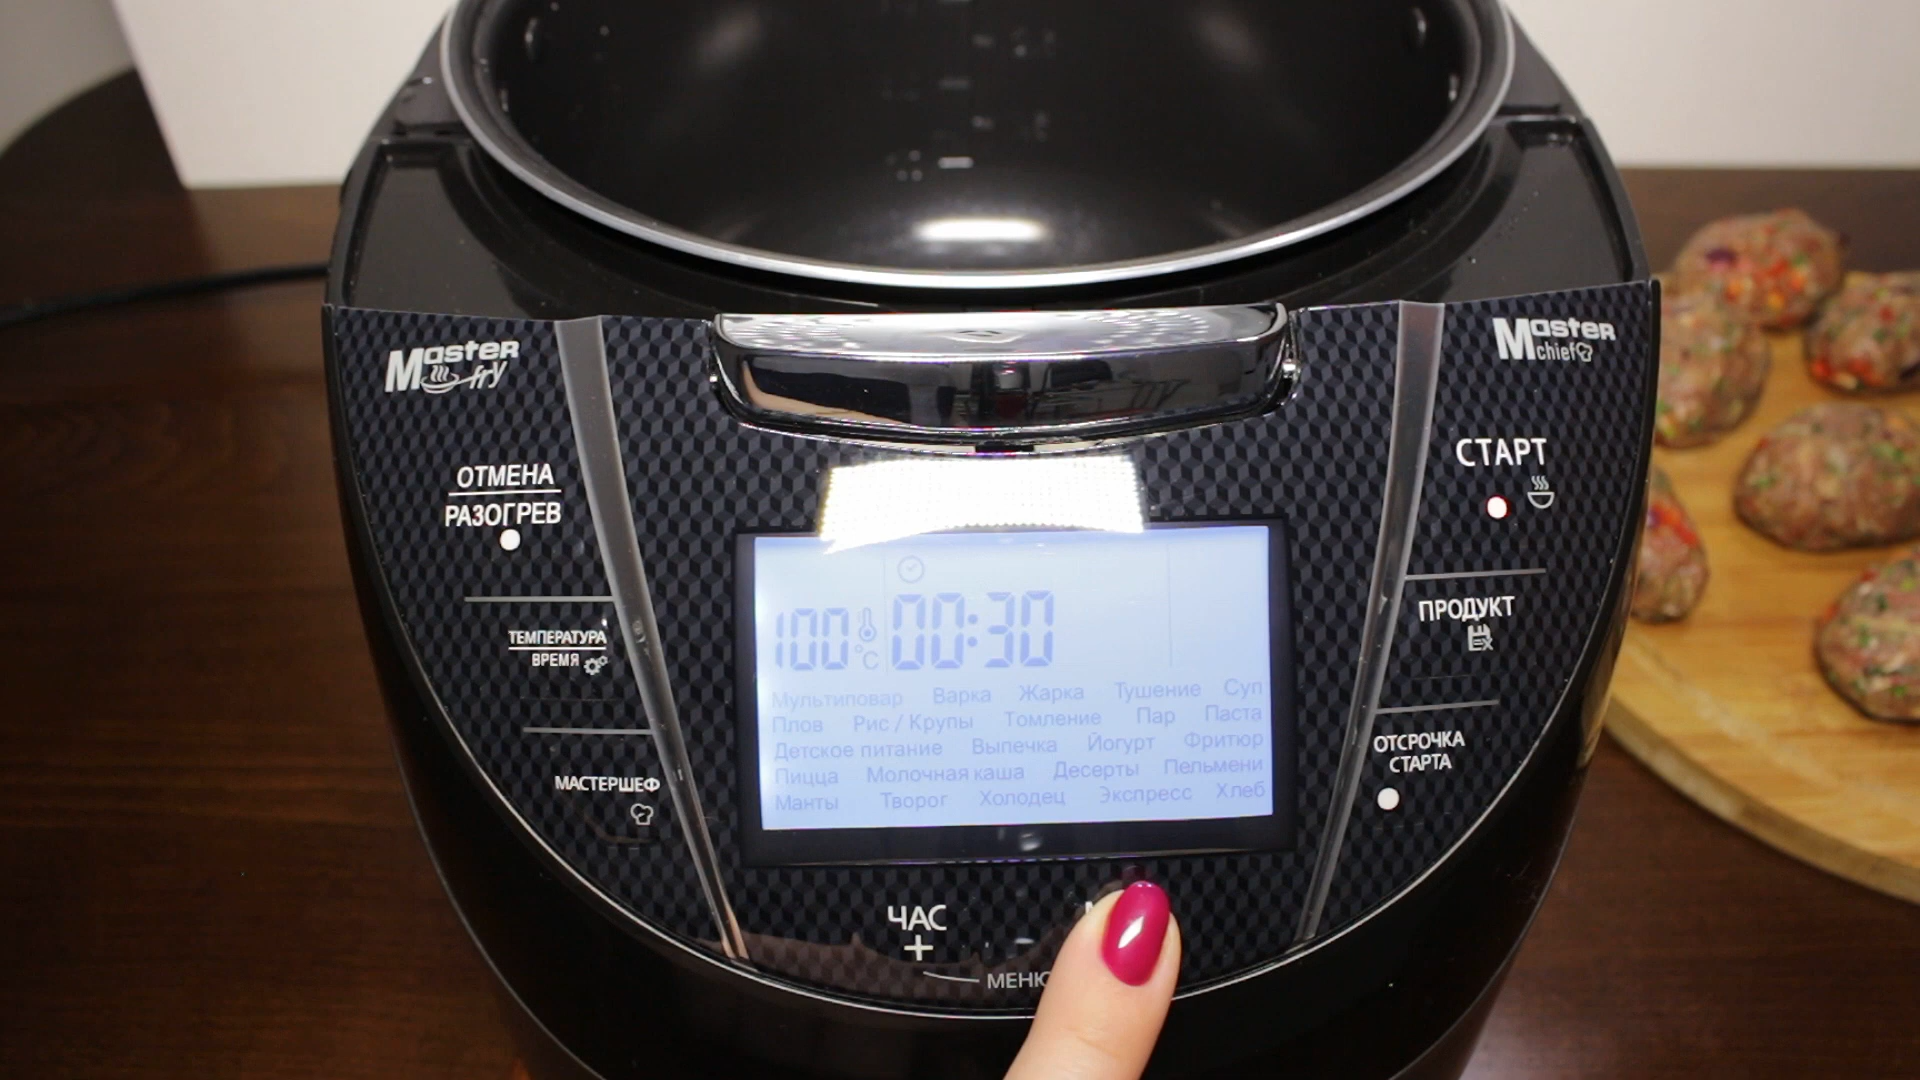 Master fry
Master chief
ОТМЕНА
РАЗОГРЕВ
ТЕМПЕРАТУРА
ВРЕМЯ
МАСТЕРШЕФ
100 °C 00:30
Мультиповар Варка Жарка Тушение Суп
Плов Рис / Крупы Томление Пар Паста
Детское питание Выпечка Йогурт Фритюр
Пицца Молочная каша Десерты Пельмени
Манты Творог Холодец Экспресс Хлеб
СТАРТ
ПРОДУКТ
ОТСРОЧКА
СТАРТА
ЧАС
+
МЕНЮ